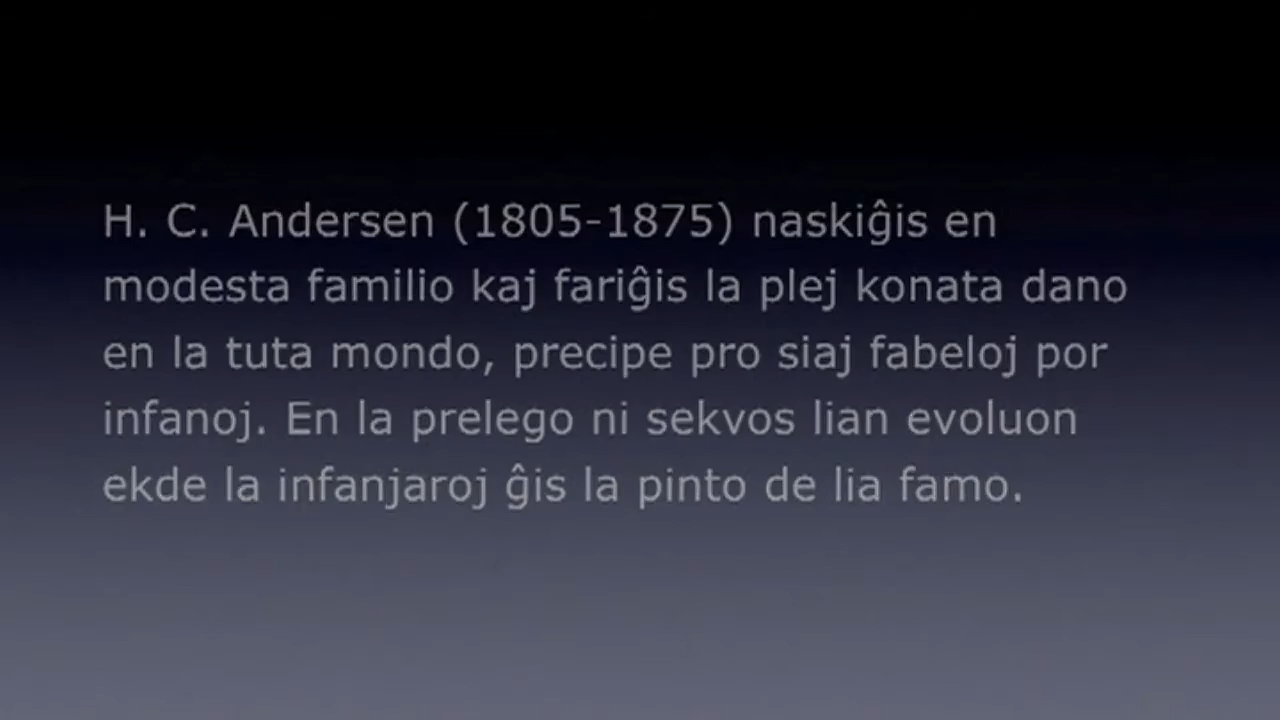 H. C. Andersen (1805-1875) naskiĝis en
modesta familio kaj fariĝis la plej konata dano
en la tuta mondo, precipe pro siaj fabeloj por
infanoj. En la prelego ni sekvos lian evoluon
ekde la infanjaroj ĝis la pinto de lia famo.